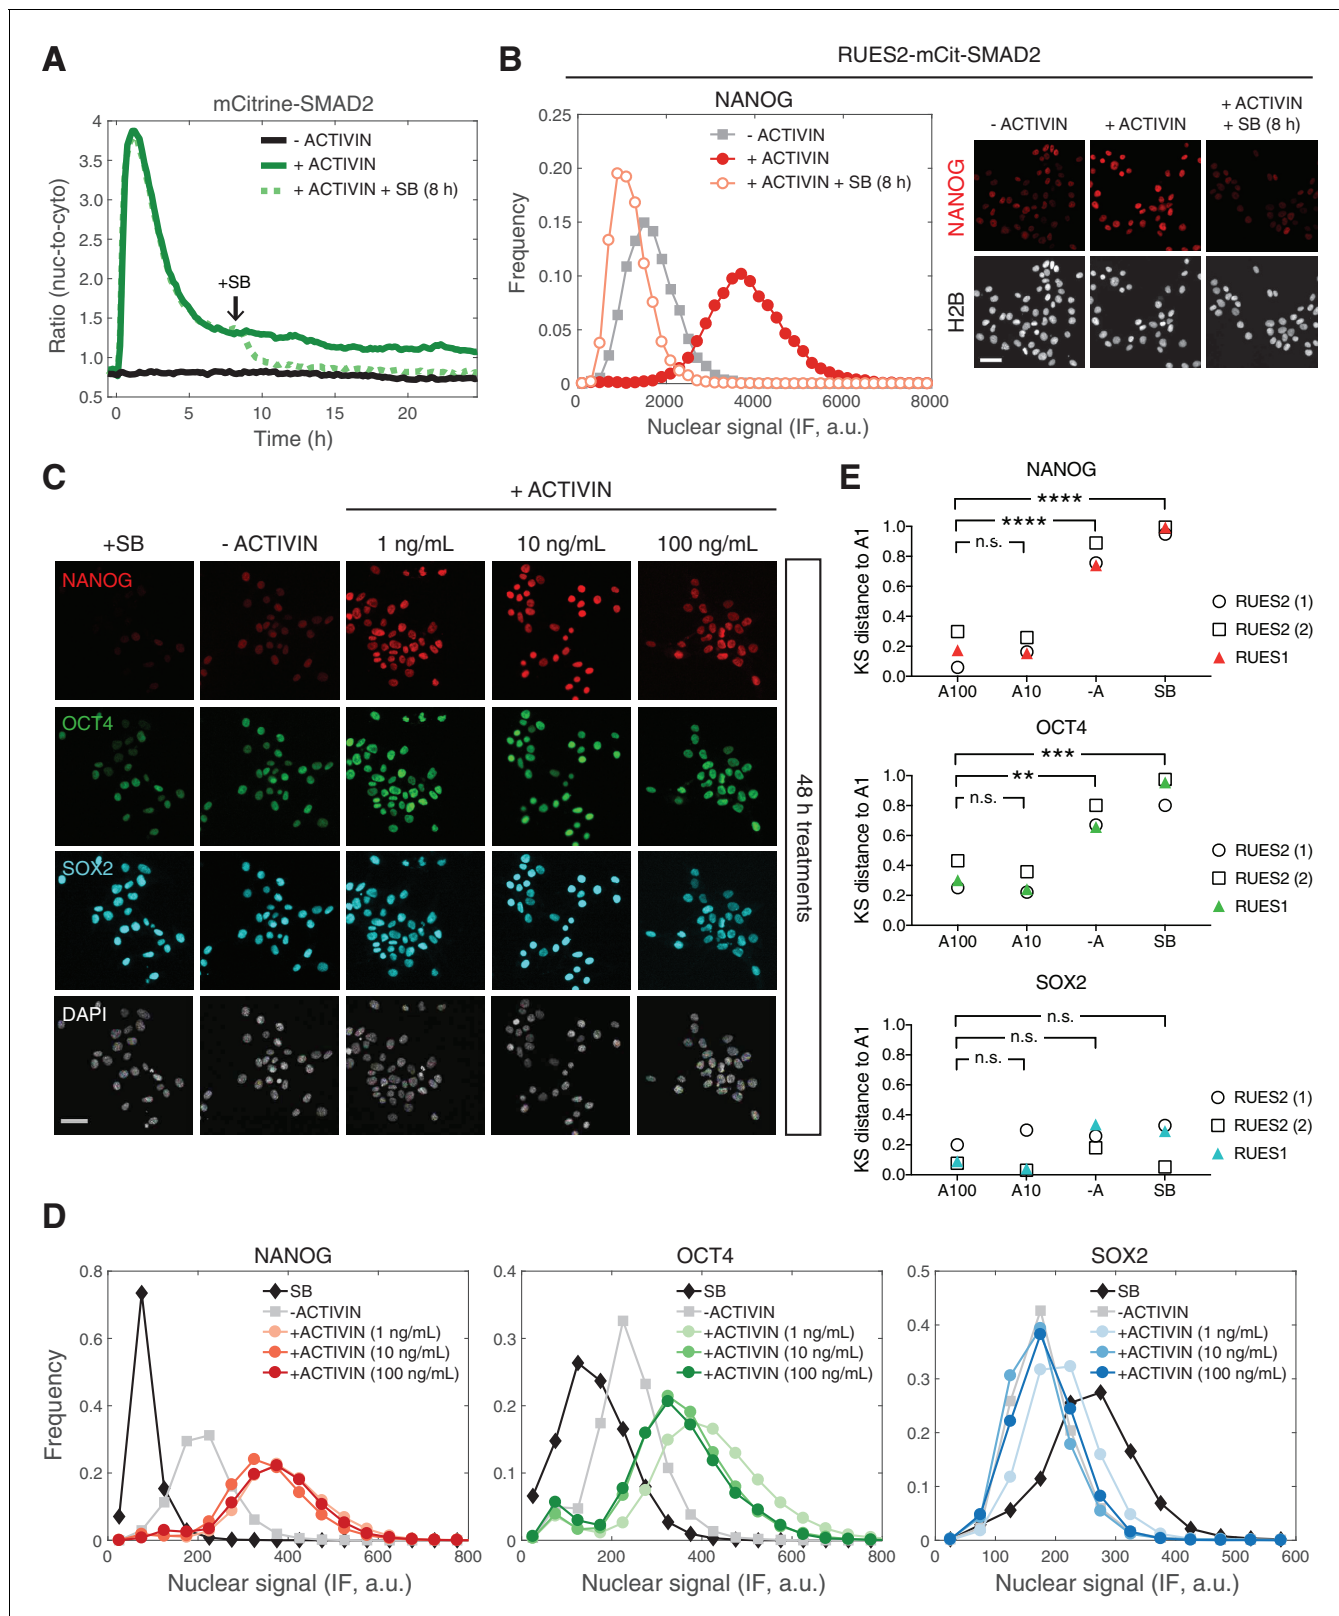 A
mCitrine-SMAD2
Ratio (nuc-to-cyto)
4
3.5
3.0
2.5
2.0
1.5
1.0
0.5
- ACTIVIN
+ ACTIVIN
+ ACTIVIN + SB (8 h)
+SB
0
5
10
15
20
Time (h)
B
RUES2-mCit-SMAD2
NANOG
Frequency
0.25
0.20
0.15
0.10
0.05
0
- ACTIVIN
+ ACTIVIN
+ ACTIVIN + SB (8 h)
0
2000
4000
6000
8000
Nuclear signal (IF, a.u.)
- ACTIVIN
+ ACTIVIN
+ ACTIVIN
+ SB (8 h)
NANOG
H2B
C
+ ACTIVIN
+SB
- ACTIVIN
1 ng/mL
10 ng/mL
100 ng/mL
NANOG
OCT4
SOX2
DAPI
48 h treatments
E
NANOG
KS distance to A1
1.0
0.8
0.6
0.4
0.2
0.0
****
****
n.s.
A100
A10
-A
SB
RUES2 (1)
RUES2 (2)
RUES1
OCT4
KS distance to A1
1.0
0.8
0.6
0.4
0.2
0.0
***
**
n.s.
A100
A10
-A
SB
RUES2 (1)
RUES2 (2)
RUES1
SOX2
KS distance to A1
1.0
0.8
0.6
0.4
0.2
0.0
n.s.
n.s.
n.s.
A100
A10
-A
SB
RUES2 (1)
RUES2 (2)
RUES1
D
NANOG
Frequency
0.8
0.6
0.4
0.2
0
SB
-ACTIVIN
+ACTIVIN (1 ng/mL)
+ACTIVIN (10 ng/mL)
+ACTIVIN (100 ng/mL)
0
200
400
600
800
Nuclear signal (IF, a.u.)
OCT4
0.4
0.3
0.2
0.1
0
SB
-ACTIVIN
+ACTIVIN (1 ng/mL)
+ACTIVIN (10 ng/mL)
+ACTIVIN (100 ng/mL)
0
200
400
600
800
Nuclear signal (IF, a.u.)
SOX2
0.5
0.4
0.3
0.2
0.1
0
SB
-ACTIVIN
+ACTIVIN (1 ng/mL)
+ACTIVIN (10 ng/mL)
+ACTIVIN (100 ng/mL)
0
100
200
300
400
500
600
Nuclear signal (IF, a.u.)